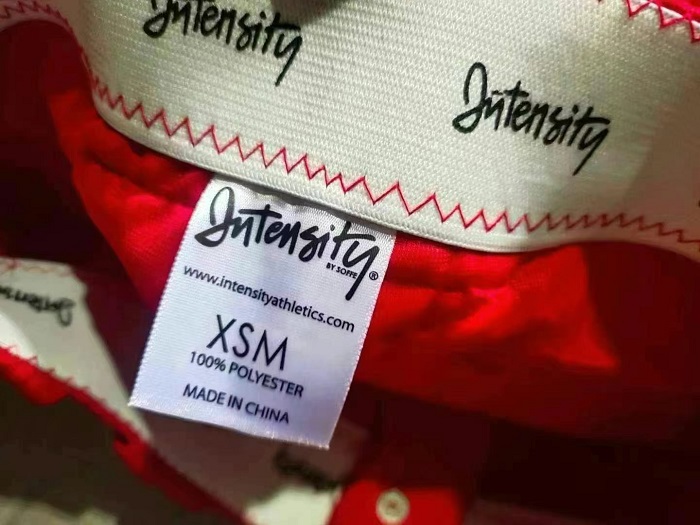 Intensity
Intensity
Intensity
BY SOFFE®
www.intensityathletics.com
XSM
100% POLYESTER
MADE IN CHINA